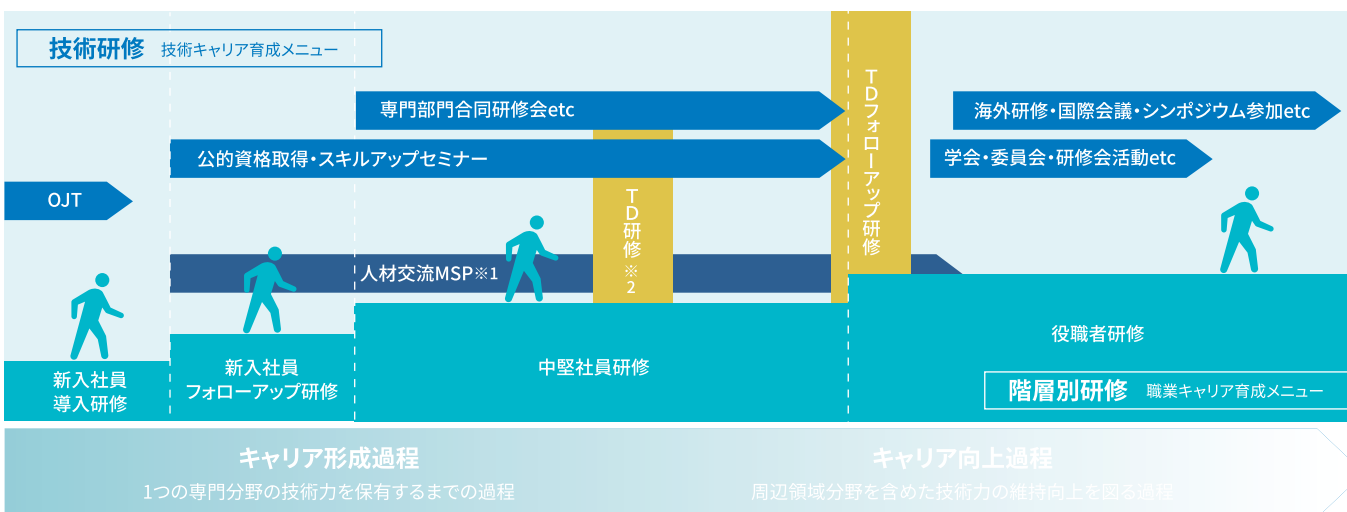 技術研修 技術キャリア育成メニュー
専門部門合同研修会etc
海外研修・国際会議・シンポジウム参加etc
公的資格取得・スキルアップセミナー
学会・委員会・研修会活動etc
OJT
TDフォローアップ研修
TD研修※2
人材交流MSP※1
新入社員
導入研修
新入社員
フォローアップ研修
中堅社員研修
役職者研修
階層別研修 職業キャリア育成メニュー
キャリア形成過程
1つの専門分野の技術力を保有するまでの過程
キャリア向上過程
周辺領域分野を含めた技術力の維持向上を図る過程